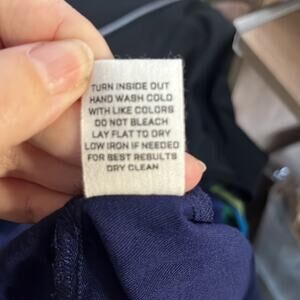 TURN INSIDE OUT
HAND WASH COLD
WITH LIKE COLORS
DO NOT BLEACH
LAY FLAT TO DRY
LOW IRON IF NEEDED
FOR BEST RESULTS
DRY CLEAN